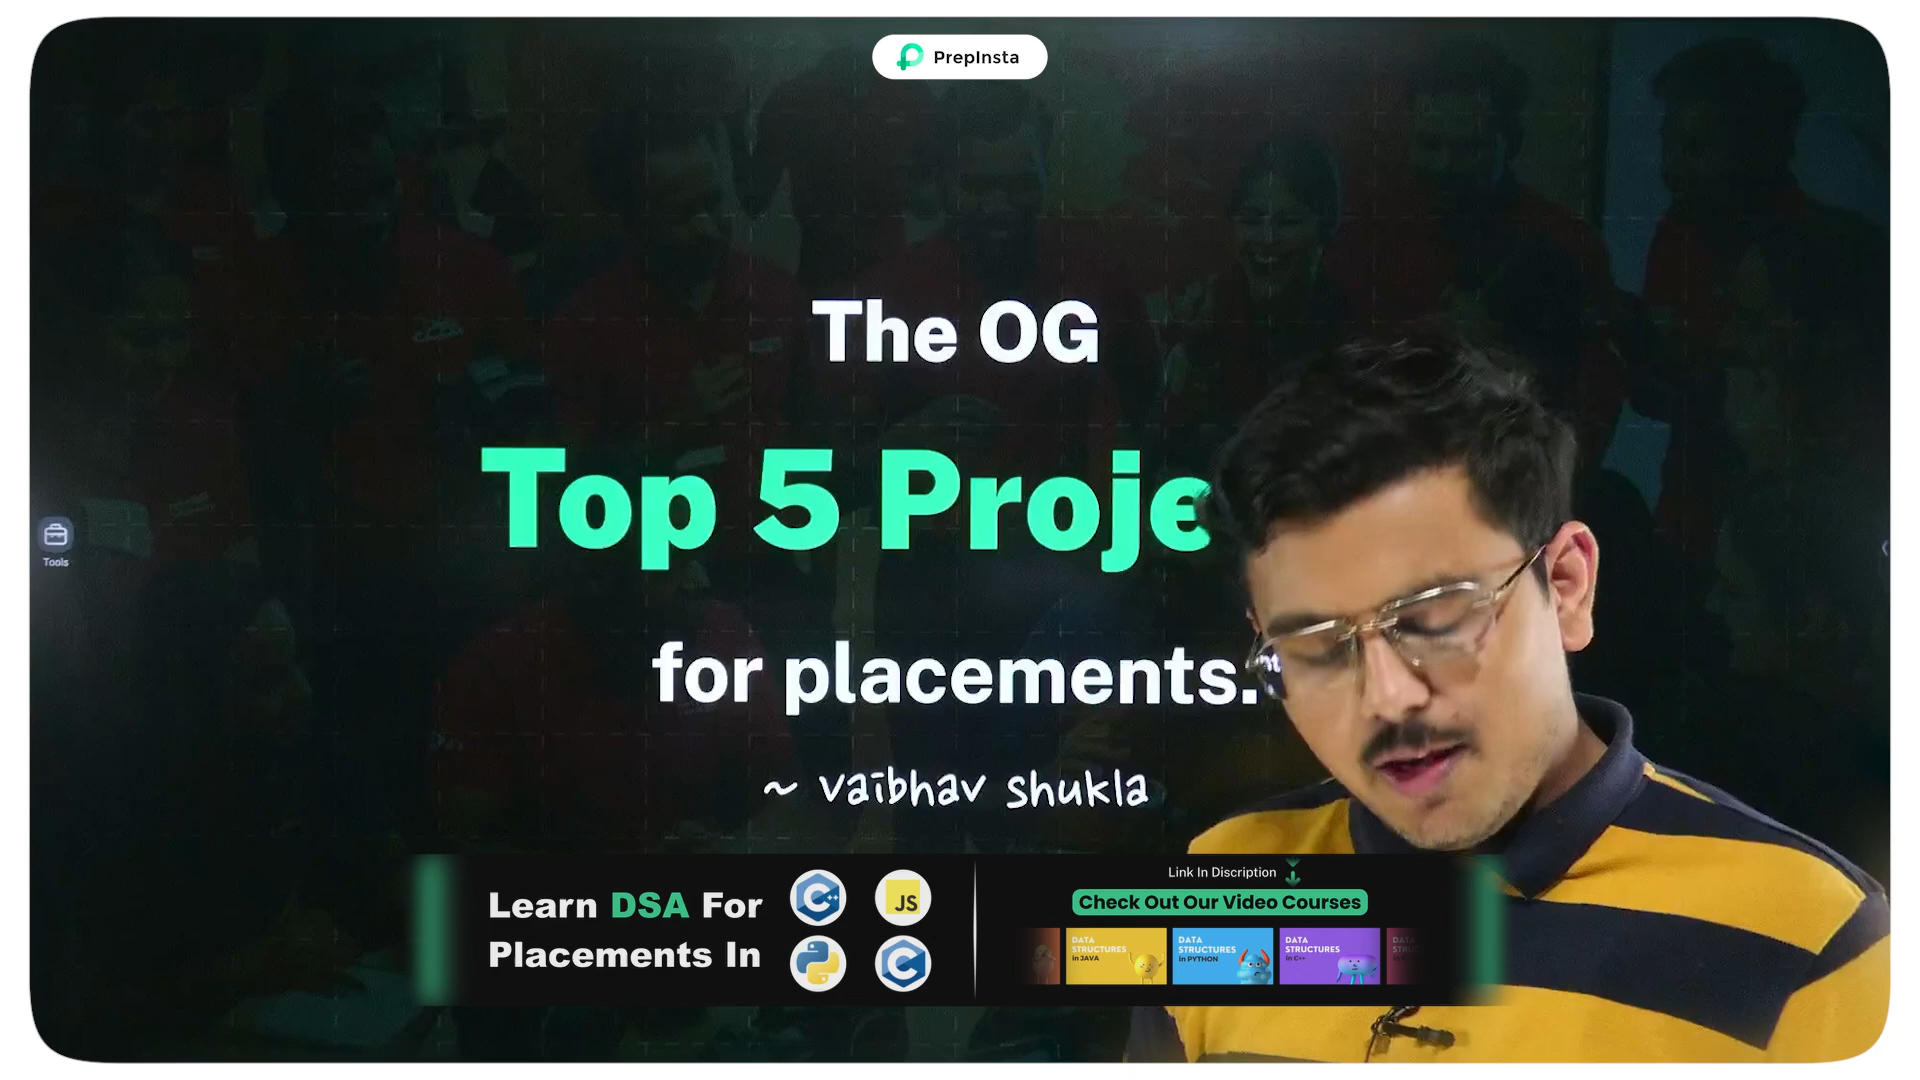 PrepInsta
The OG
Top 5 Proje
for placements.
~ vaibhav shukla
Tools
Learn DSA For
Placements In
C++
JS
C
Link In Discription
Check Out Our Video Courses
DATA
STRUCTURES
in JAVA
DATA
STRUCTURES
in PYTHON
DATA
STRUCTURES
in C++